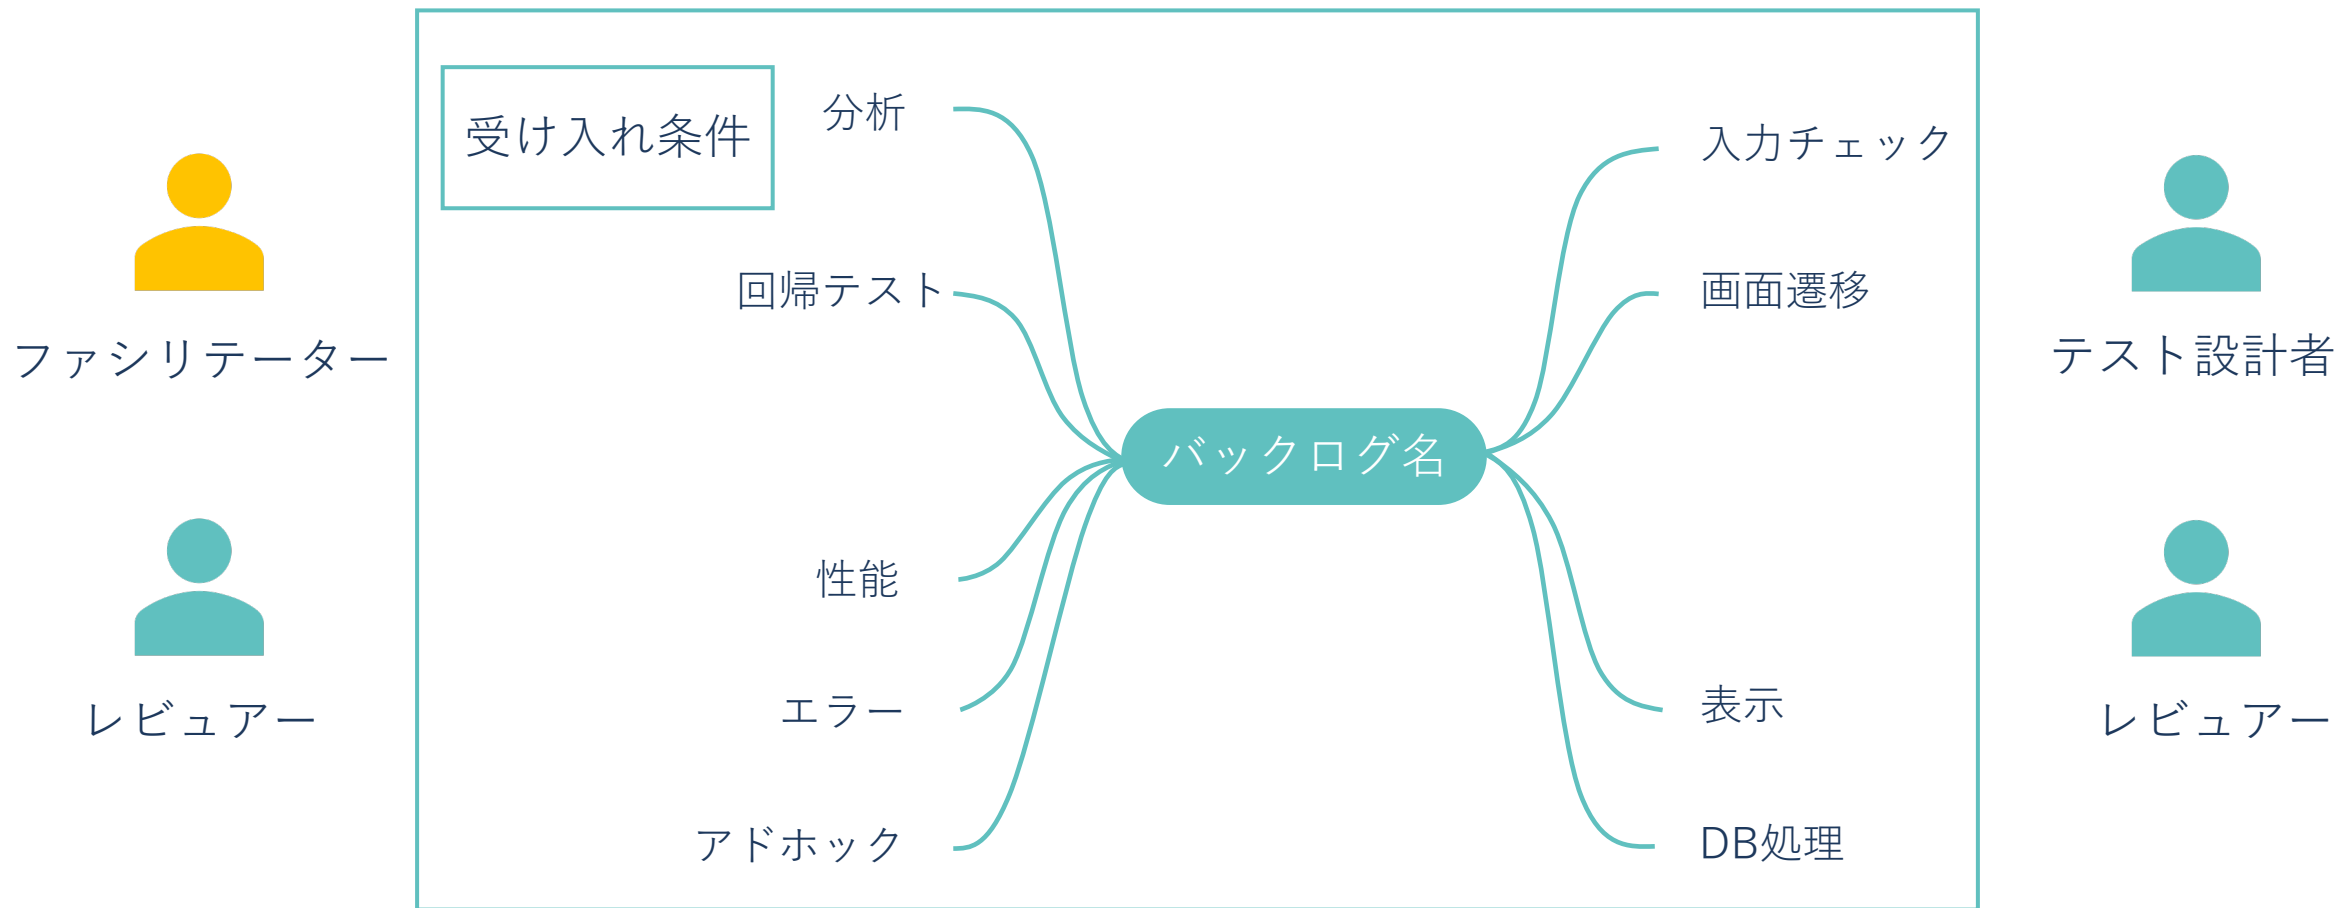 受け入れ条件
分析
入力チェック
回帰テスト
画面遷移
ファシリテーター
テスト設計者
バックログ名
性能
エラー
表示
レビュアー
レビュアー
アドホック
DB処理